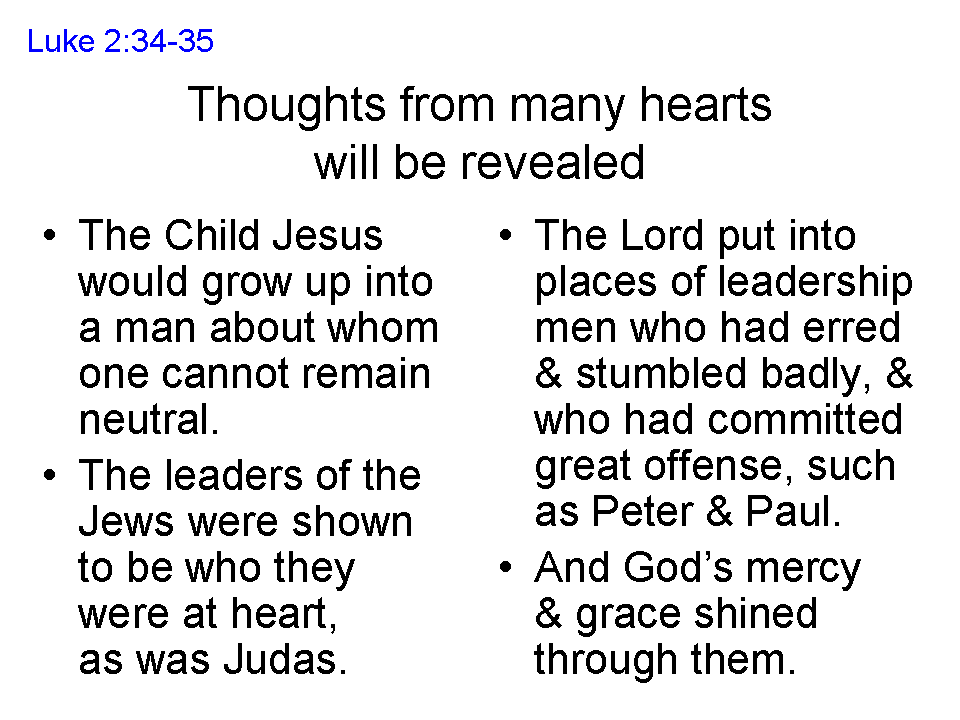 Luke 2:34-35
Thoughts from many hearts
will be revealed
• The Child Jesus
would grow up into
a man about whom
one cannot remain
neutral.
• The leaders of the
Jews were shown
to be who they
were at heart,
as was Judas.
• The Lord put into
places of leadership
men who had erred
& stumbled badly, &
who had committed
great offense, such
as Peter & Paul.
• And God’s mercy
& grace shined
through them.